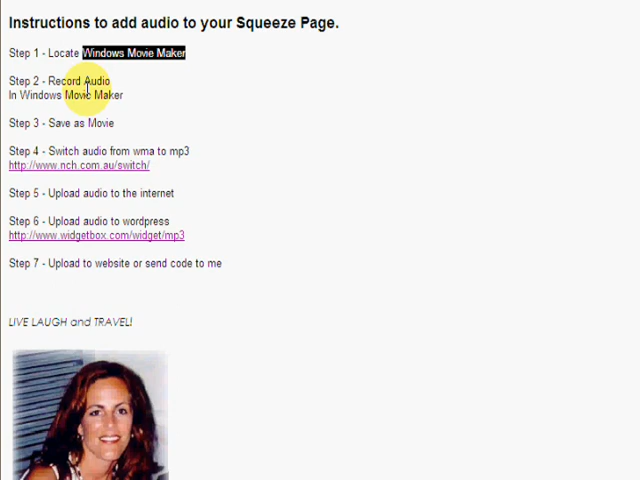 Instructions to add audio to your Squeeze Page.
Step 1 - Locate Windows Movie Maker
Step 2 - Record Audio
In Windows Movie Maker
Step 3 - Save as Movie
Step 4 - Switch audio from wma to mp3
http://www.nch.com.au/switch/
Step 5 - Upload audio to the internet
Step 6 - Upload audio to wordpress
http://www.widgetbox.com/widget/mp3
Step 7 - Upload to website or send code to me
LIVE LAUGH and TRAVEL!